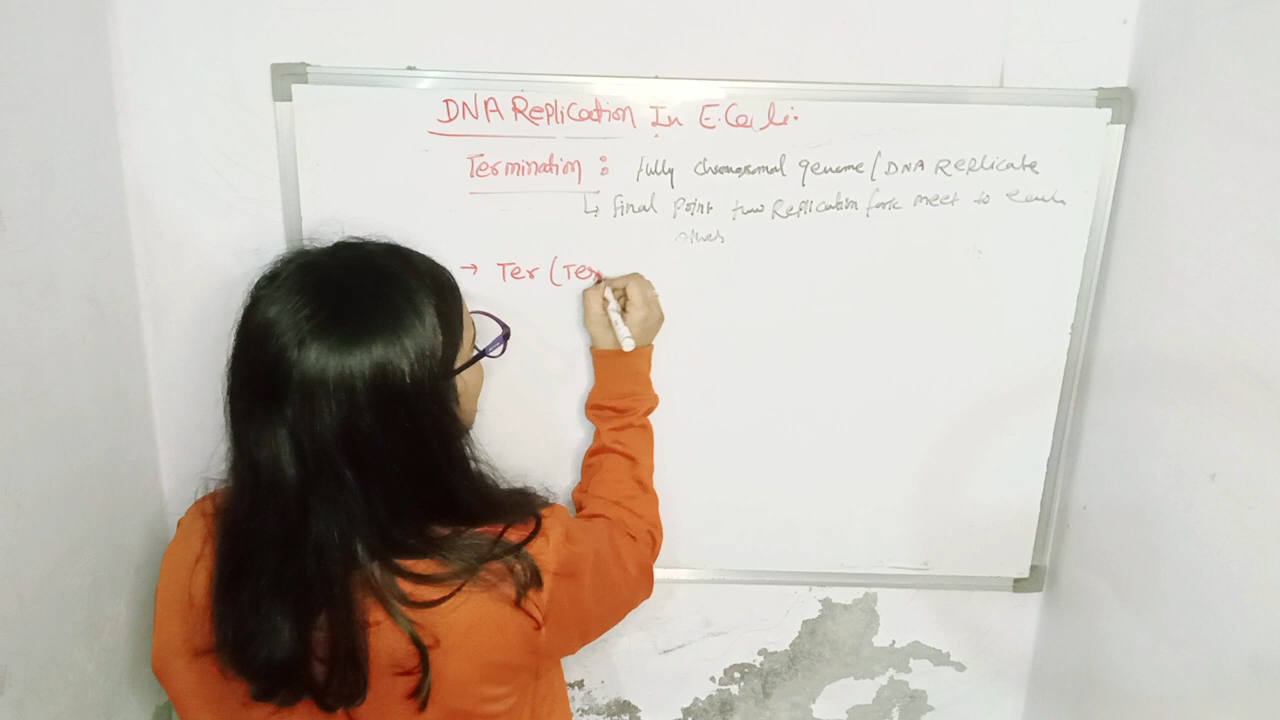 DNA Replication In E. Coli:
Termination : fully chromosomal genome / DNA Replicate
↳ final point two Replication fork meet to each
other
→ Ter (Ter